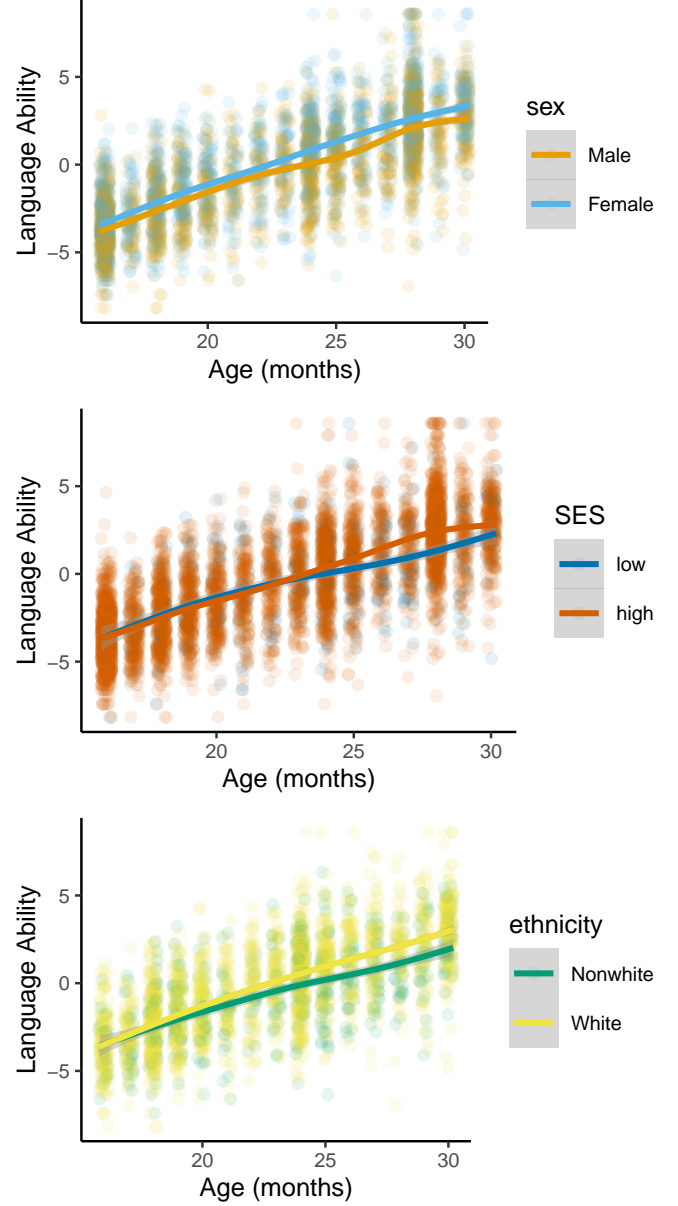 5
0
−5
Language Ability
20
25
30
Age (months)
sex
Male
Female
5
0
−5
Language Ability
20
25
30
Age (months)
SES
low
high
5
0
−5
Language Ability
20
25
30
Age (months)
ethnicity
Nonwhite
White